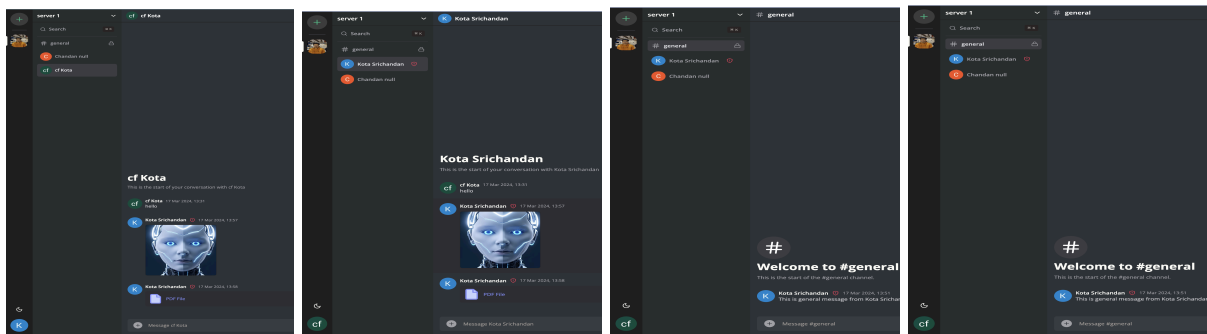 server 1
cf cf Kota
Search
# general
C Chandan null
cf cf Kota
cf Kota
This is the start of your conversation with cf Kota
cf cf Kota 17 Mar 2024, 13:31
hello
K Kota Srichandan 17 Mar 2024, 13:57
K Kota Srichandan 17 Mar 2024, 13:58
PDF File
K
+ Message cf Kota
server 1
K Kota Srichandan
Search
# general
K Kota Srichandan
C Chandan null
Kota Srichandan
This is the start of your conversation with Kota Srichandan
cf cf Kota 17 Mar 2024, 13:31
hello
K Kota Srichandan 17 Mar 2024, 13:57
K Kota Srichandan 17 Mar 2024, 13:58
PDF File
cf
+ Message Kota Srichandan
server 1
# general
Search
# general
K Kota Srichandan
C Chandan null
#
Welcome to #general
This is the start of the #general channel.
K Kota Srichandan 17 Mar 2024, 13:51
This is general message from Kota Srichan
cf
+ Message #general
server 1
# general
Search
# general
K Kota Srichandan
C Chandan null
#
Welcome to #general
This is the start of the #general channel.
K Kota Srichandan 17 Mar 2024, 13:51
This is general message from Kota Srichandan
cf
+ Message #general